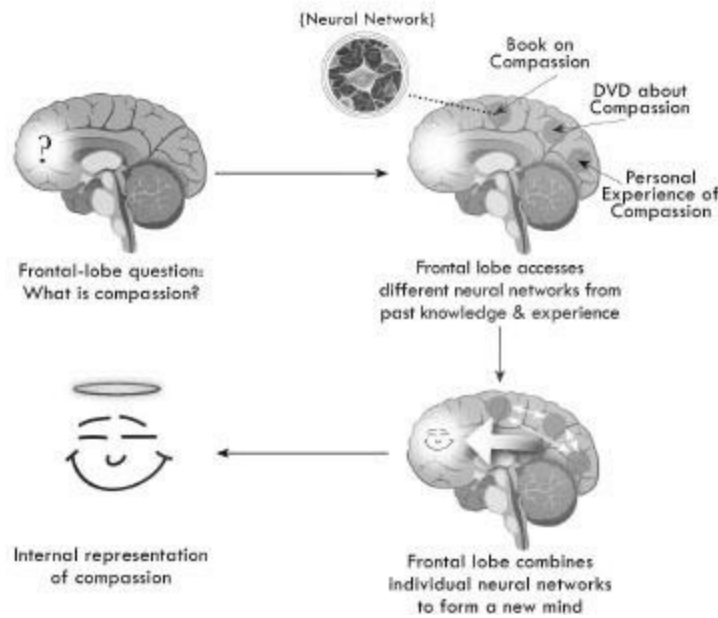 {Neural Network}
Book on
Compassion
DVD about
Compassion
?
Personal
Experience of
Compassion
Frontal-lobe question:
What is compassion?
Frontal lobe accesses
different neural networks from
past knowledge & experience
Internal representation
of compassion
Frontal lobe combines
individual neural networks
to form a new mind